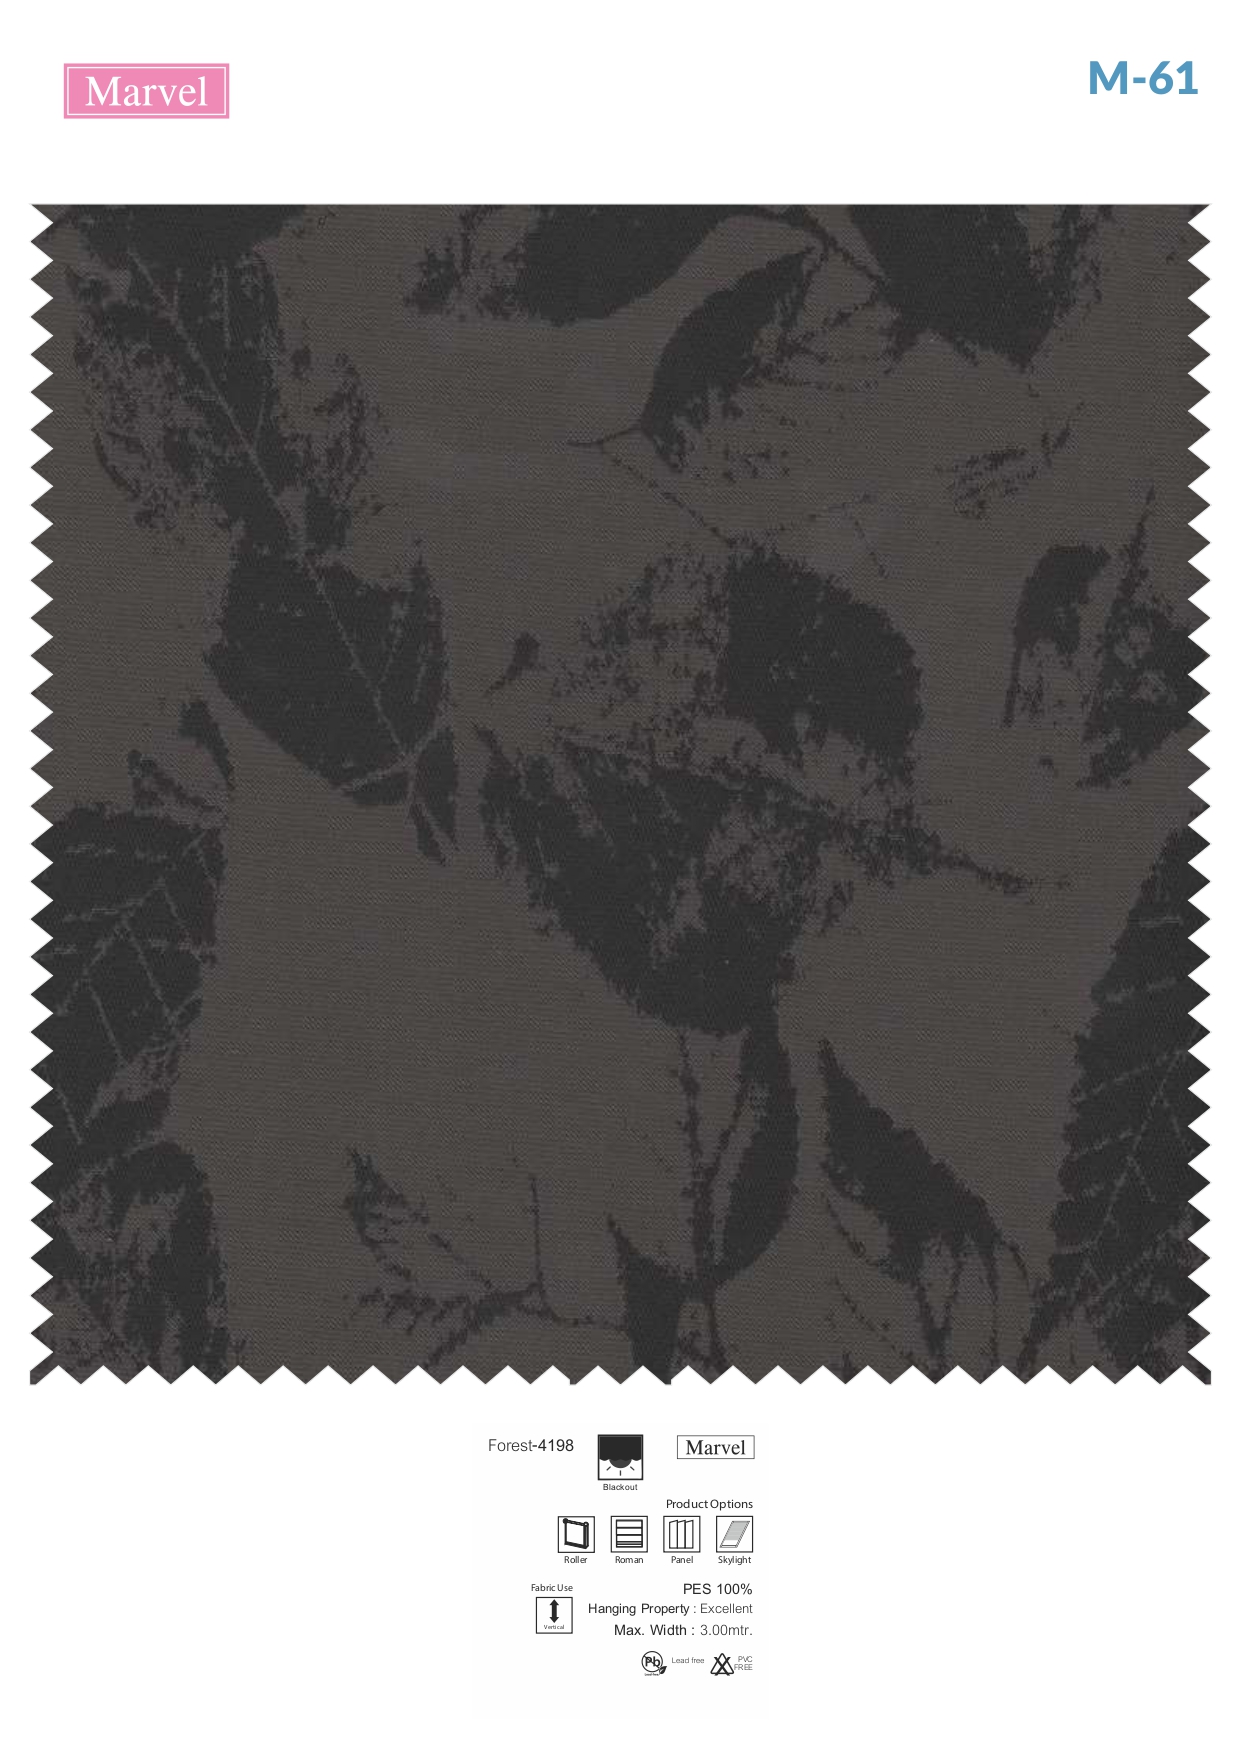 Marvel
M-61
Forest-4198
Marvel
Blackout
Product Options
Roller Roman Panel Skylight
Fabric Use
Vertical
PES 100%
Hanging Property : Excellent
Max. Width : 3.00mtr.
Pb
Lead free
PVC
FREE